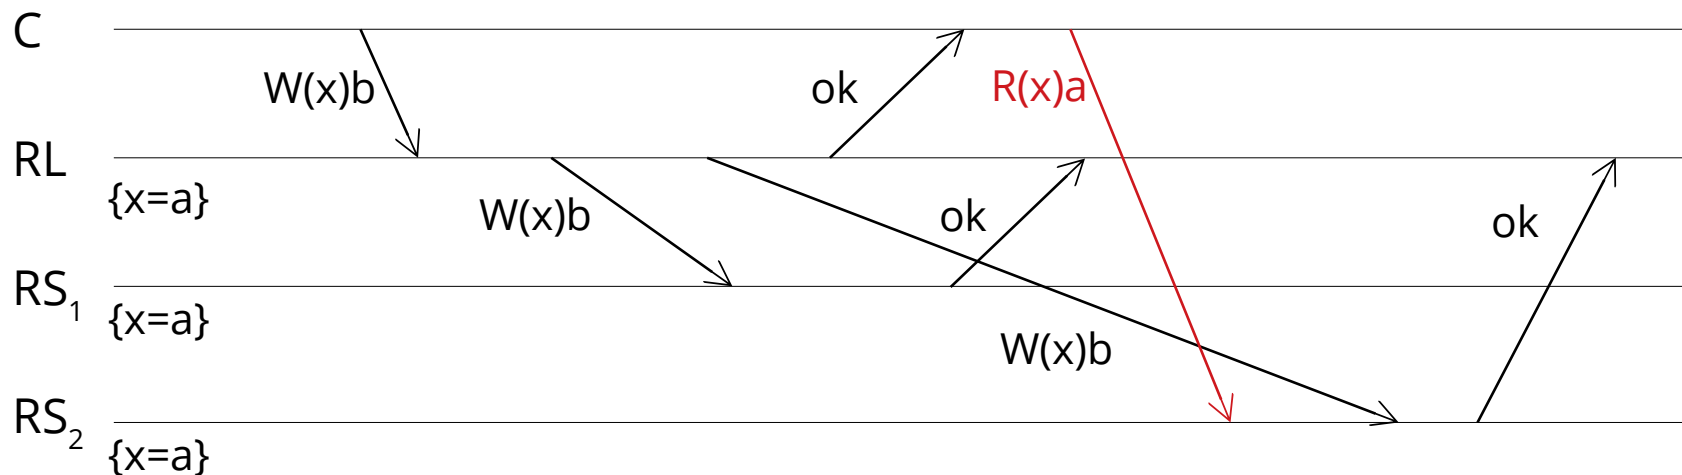 C
W(x)b
ok
R(x)a
RL
{x=a}
W(x)b
ok
ok
RS1
{x=a}
W(x)b
RS2
{x=a}